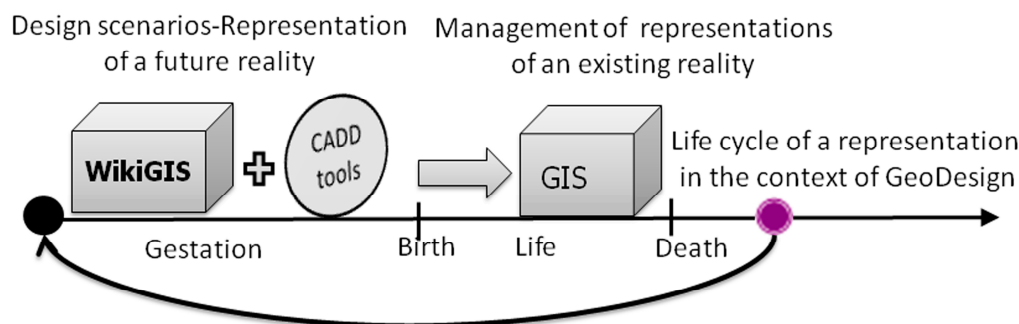 Design scenarios-Representation
of a future reality
Management of representations
of an existing reality
WikiGIS
CADD
tools
GIS
Life cycle of a representation
in the context of GeoDesign
Gestation
Birth
Life
Death